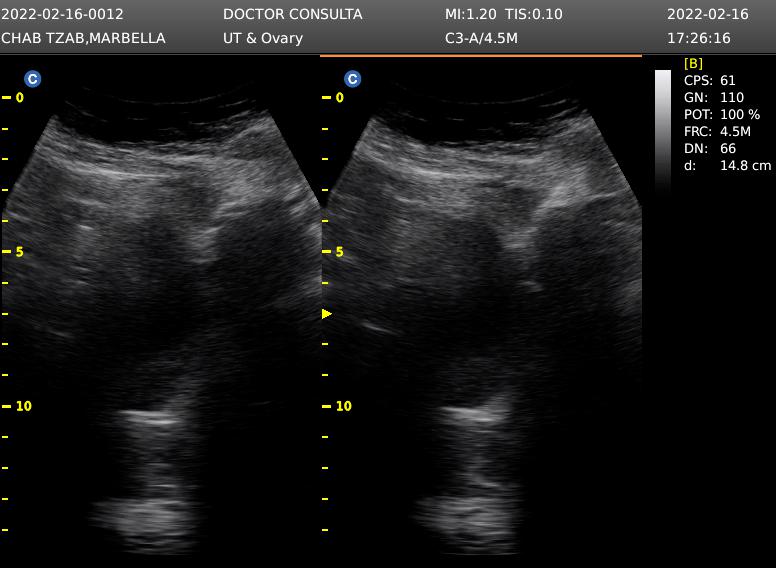 2022-02-16-0012 DOCTOR CONSULTA MI:1.20 TIS:0.10 2022-02-16
CHAB TZAB,MARBELLA UT & Ovary C3-A/4.5M 17:26:16
C C [B]
0 0 CPS: 61
GN: 110
POT: 100 %
FRC: 4.5M
DN: 66
d: 14.8 cm
5 5
10 10